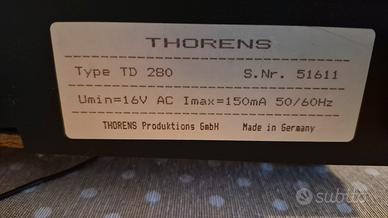 THORENS
Type TD 280 S.Nr. 51611
Umin=16V AC Imax=150mA 50/60Hz
THORENS Produktions GmbH Made in Germany
subito